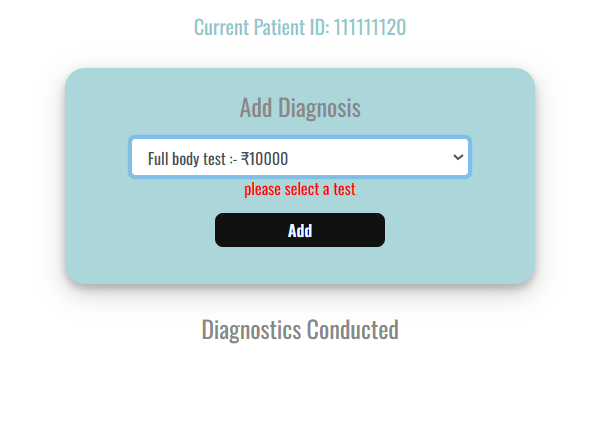 Current Patient ID: 111111120
Add Diagnosis
Full body test :- ₹10000
please select a test
Add
Diagnostics Conducted